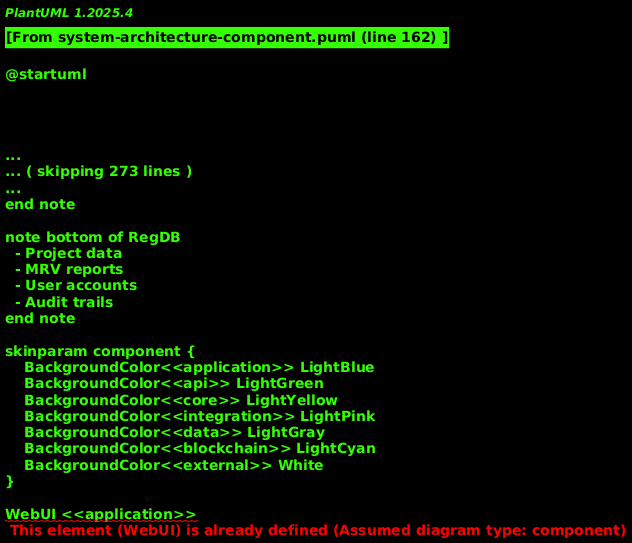 PlantUML 1.2025.4
[From system-architecture-component.puml (line 162) ]
@startuml
...
... ( skipping 273 lines )
...
end note
note bottom of RegDB
- Project data
- MRV reports
- User accounts
- Audit trails
end note
skinparam component {
BackgroundColor<<application>> LightBlue
BackgroundColor<<api>> LightGreen
BackgroundColor<<core>> LightYellow
BackgroundColor<<integration>> LightPink
BackgroundColor<<data>> LightGray
BackgroundColor<<blockchain>> LightCyan
BackgroundColor<<external>> White
}
WebUI <<application>>
This element (WebUI) is already defined (Assumed diagram type: component)